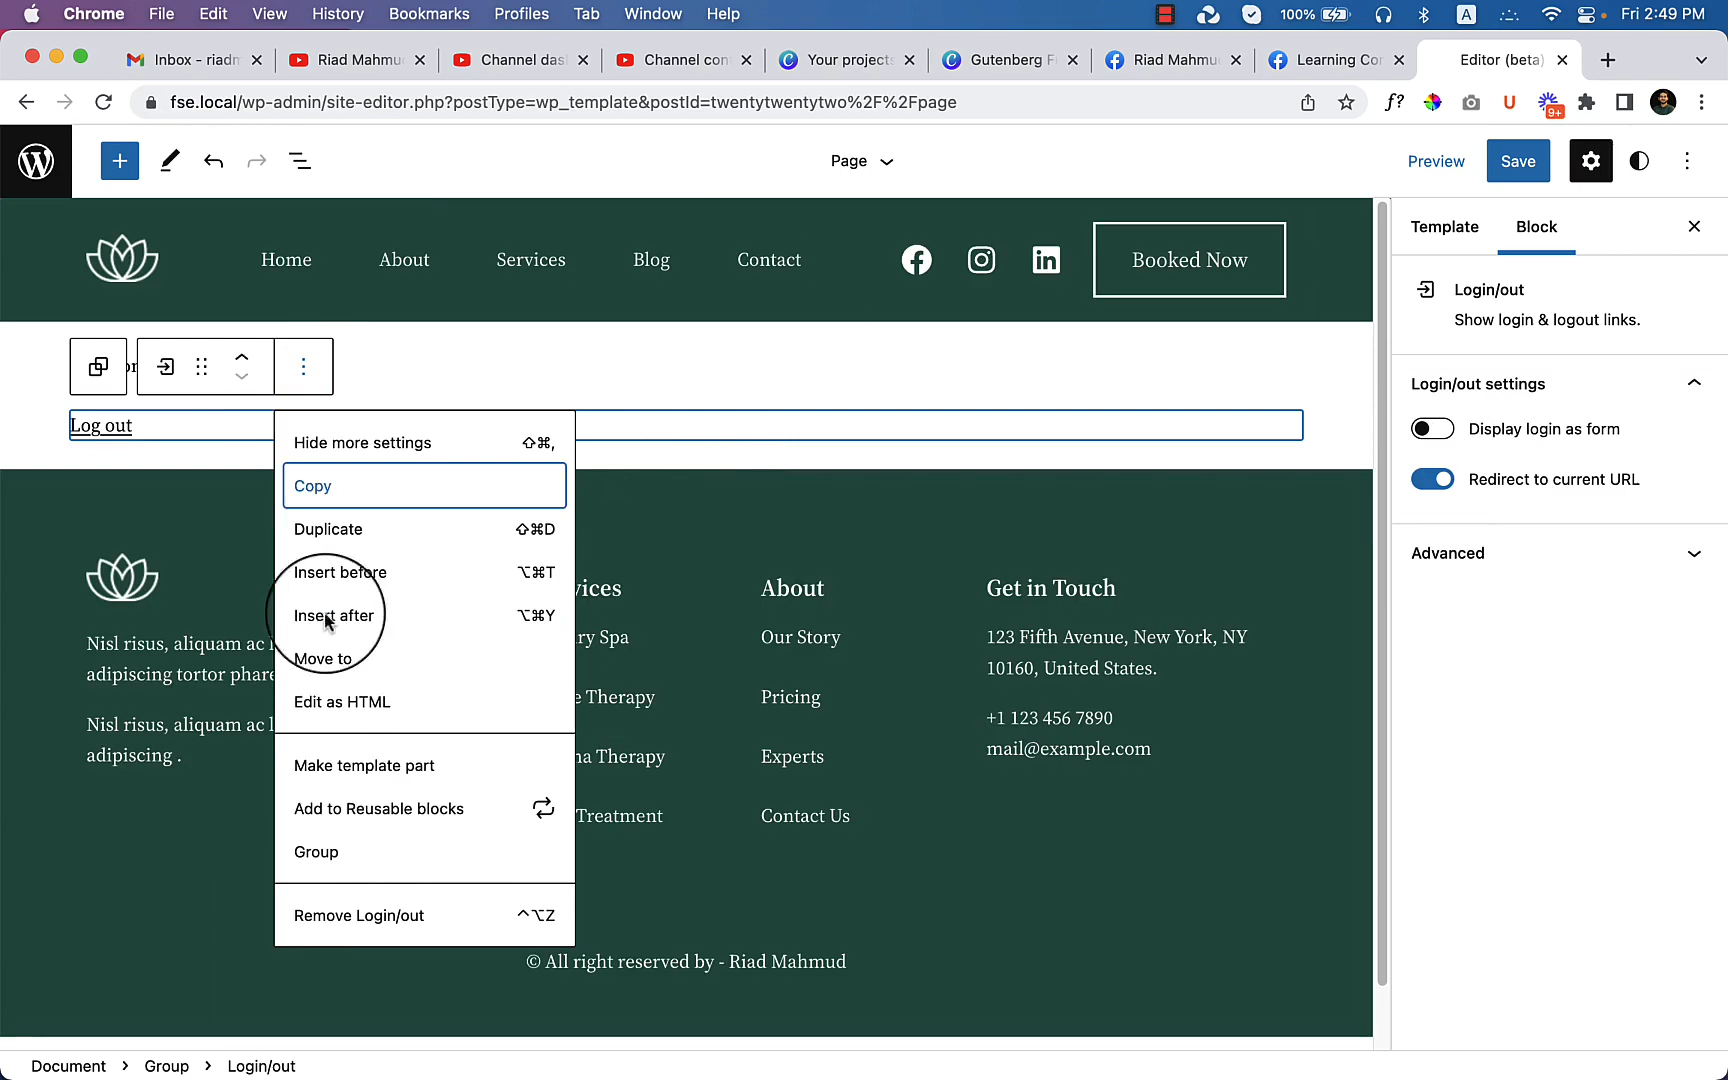 Chrome File Edit View History Bookmarks Profiles Tab Window Help 100% A Fri 2:49 PM
Inbox - riadm Riad Mahmu Channel das Channel con Your projects Gutenberg F Riad Mahmu Learning Cor Editor (beta)
fse.local/wp-admin/site-editor.php?postType=wp_template&postId=twentytwentytwo%2F%2Fpage f? U 9+
Page Preview Save
Home About Services Blog Contact Booked Now
Template Block
Login/out
Show login & logout links.
Login/out settings
Display login as form
Redirect to current URL
Advanced
Log out
Hide more settings ⇧⌘,
Copy
Duplicate ⇧⌘D
Insert before ⌥⌘T
Insert after ⌥⌘Y
Move to
Edit as HTML
Make template part
Add to Reusable blocks
Group
Remove Login/out ^⌥Z
Nisl risus, aliquam ac
adipiscing tortor phare
Nisl risus, aliquam ac
adipiscing .
vices
ry Spa
e Therapy
na Therapy
Treatment
About
Our Story
Pricing
Experts
Contact Us
Get in Touch
123 Fifth Avenue, New York, NY
10160, United States.
+1 123 456 7890
mail@example.com
© All right reserved by - Riad Mahmud
Document > Group > Login/out